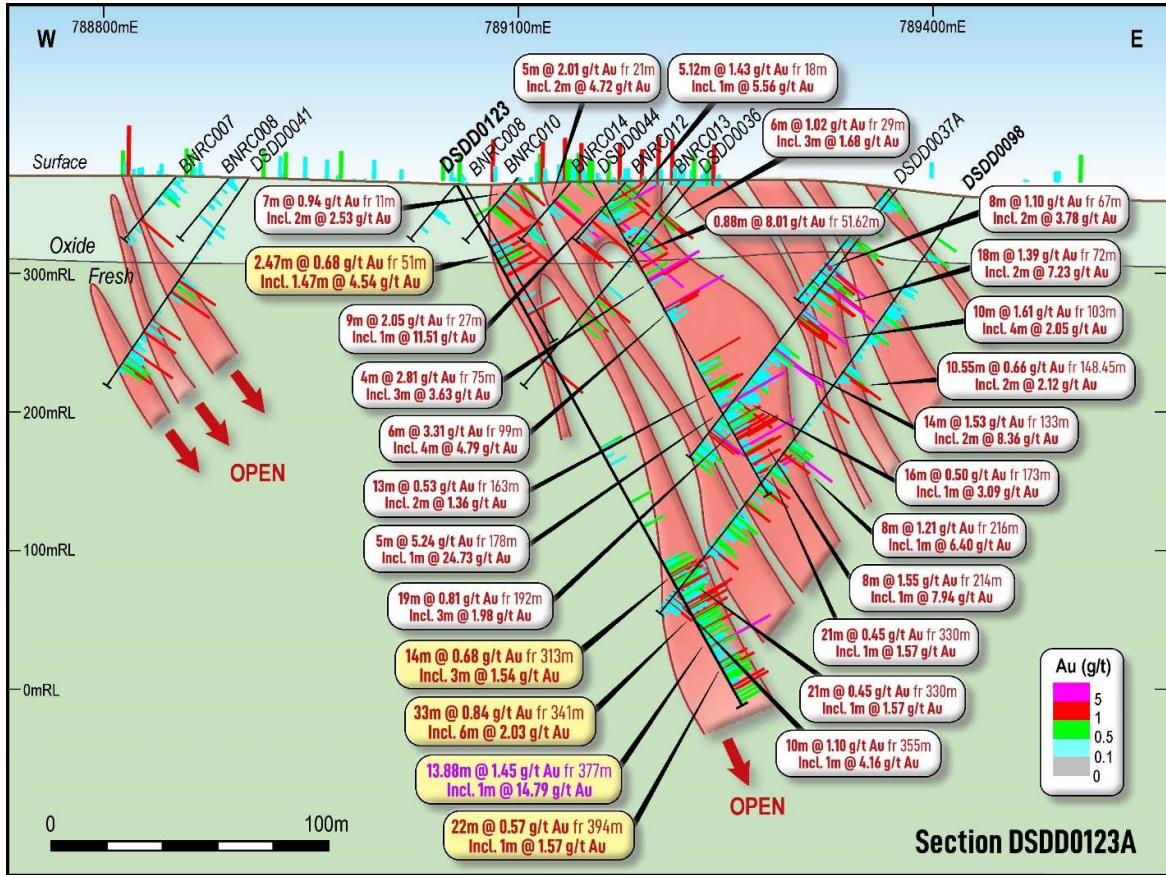 788800mE
789100mE
789400mE
W
E
5m @ 2.01 g/t Au fr 21m
Incl. 2m @ 4.72 g/t Au
5.12m @ 1.43 g/t Au fr 18m
Incl. 1m @ 5.56 g/t Au
6m @ 1.02 g/t Au fr 29m
Incl. 3m @ 1.68 g/t Au
BNRC007
BNRC008
DSDD0041
DSDD0123
BNRC008
BNRC010
BNRC014
DSDD0044
BNRC012
BNRC013
DSDD0036
DSDD0037A
DSDD0098
Surface
Oxide
Fresh
300mRL
200mRL
100mRL
0mRL
7m @ 0.94 g/t Au fr 11m
Incl. 2m @ 2.53 g/t Au
2.47m @ 0.68 g/t Au fr 51m
Incl. 1.47m @ 4.54 g/t Au
9m @ 2.05 g/t Au fr 27m
Incl. 1m @ 11.51 g/t Au
4m @ 2.81 g/t Au fr 75m
Incl. 3m @ 3.63 g/t Au
6m @ 3.31 g/t Au fr 99m
Incl. 4m @ 4.79 g/t Au
13m @ 0.53 g/t Au fr 163m
Incl. 2m @ 1.36 g/t Au
5m @ 5.24 g/t Au fr 178m
Incl. 1m @ 24.73 g/t Au
19m @ 0.81 g/t Au fr 192m
Incl. 3m @ 1.98 g/t Au
14m @ 0.68 g/t Au fr 313m
Incl. 3m @ 1.54 g/t Au
33m @ 0.84 g/t Au fr 341m
Incl. 6m @ 2.03 g/t Au
13.88m @ 1.45 g/t Au fr 377m
Incl. 1m @ 14.79 g/t Au
22m @ 0.57 g/t Au fr 394m
Incl. 1m @ 1.57 g/t Au
0.88m @ 8.01 g/t Au fr 51.62m
8m @ 1.10 g/t Au fr 67m
Incl. 2m @ 3.78 g/t Au
18m @ 1.39 g/t Au fr 72m
Incl. 2m @ 7.23 g/t Au
10m @ 1.61 g/t Au fr 103m
Incl. 4m @ 2.05 g/t Au
10.55m @ 0.66 g/t Au fr 148.45m
Incl. 2m @ 2.12 g/t Au
14m @ 1.53 g/t Au fr 133m
Incl. 2m @ 8.36 g/t Au
16m @ 0.50 g/t Au fr 173m
Incl. 1m @ 3.09 g/t Au
8m @ 1.21 g/t Au fr 216m
Incl. 1m @ 6.40 g/t Au
8m @ 1.55 g/t Au fr 214m
Incl. 1m @ 7.94 g/t Au
21m @ 0.45 g/t Au fr 330m
Incl. 1m @ 1.57 g/t Au
21m @ 0.45 g/t Au fr 330m
Incl. 1m @ 1.57 g/t Au
10m @ 1.10 g/t Au fr 355m
Incl. 1m @ 4.16 g/t Au
OPEN
OPEN
Au (g/t)
5
1
0.5
0.1
0
0
100m
Section DSDD0123A